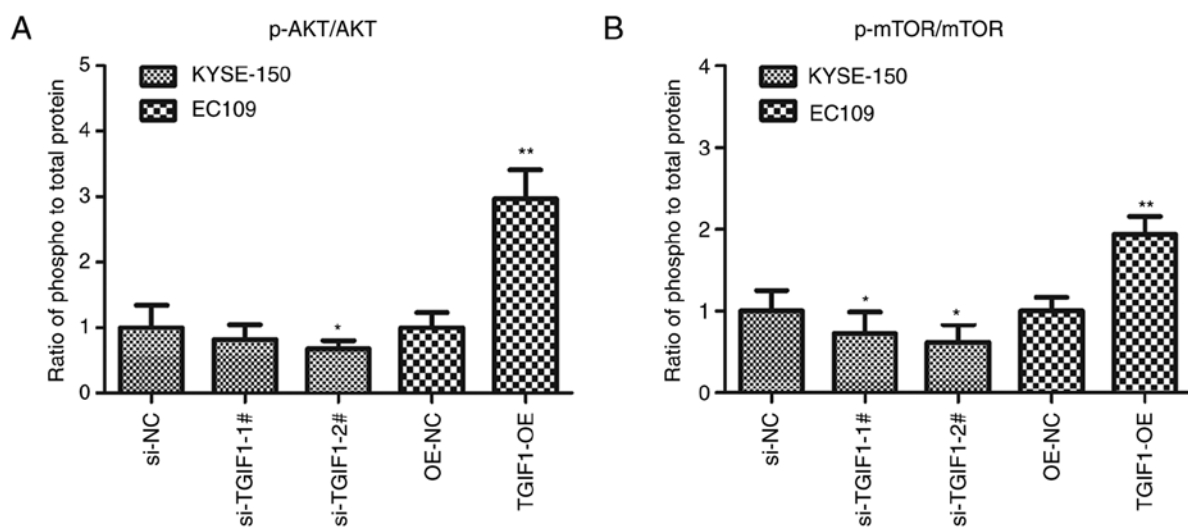 A
p-AKT/AKT
Ratio of phospho to total protein
5
4
3
2
1
0
KYSE-150
EC109
*
**
si-NC
si-TGIF1-1#
si-TGIF1-2#
OE-NC
TGIF1-OE
B
p-mTOR/mTOR
Ratio of phospho to total protein
4
3
2
1
0
KYSE-150
EC109
*
*
**
si-NC
si-TGIF1-1#
si-TGIF1-2#
OE-NC
TGIF1-OE